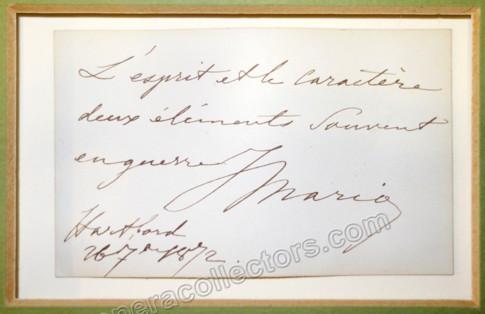 L'esprit et le caractère
deux éléments souvent
en guerre
J Mario
Hartford
26 7bre 1872.
operacollectors.com